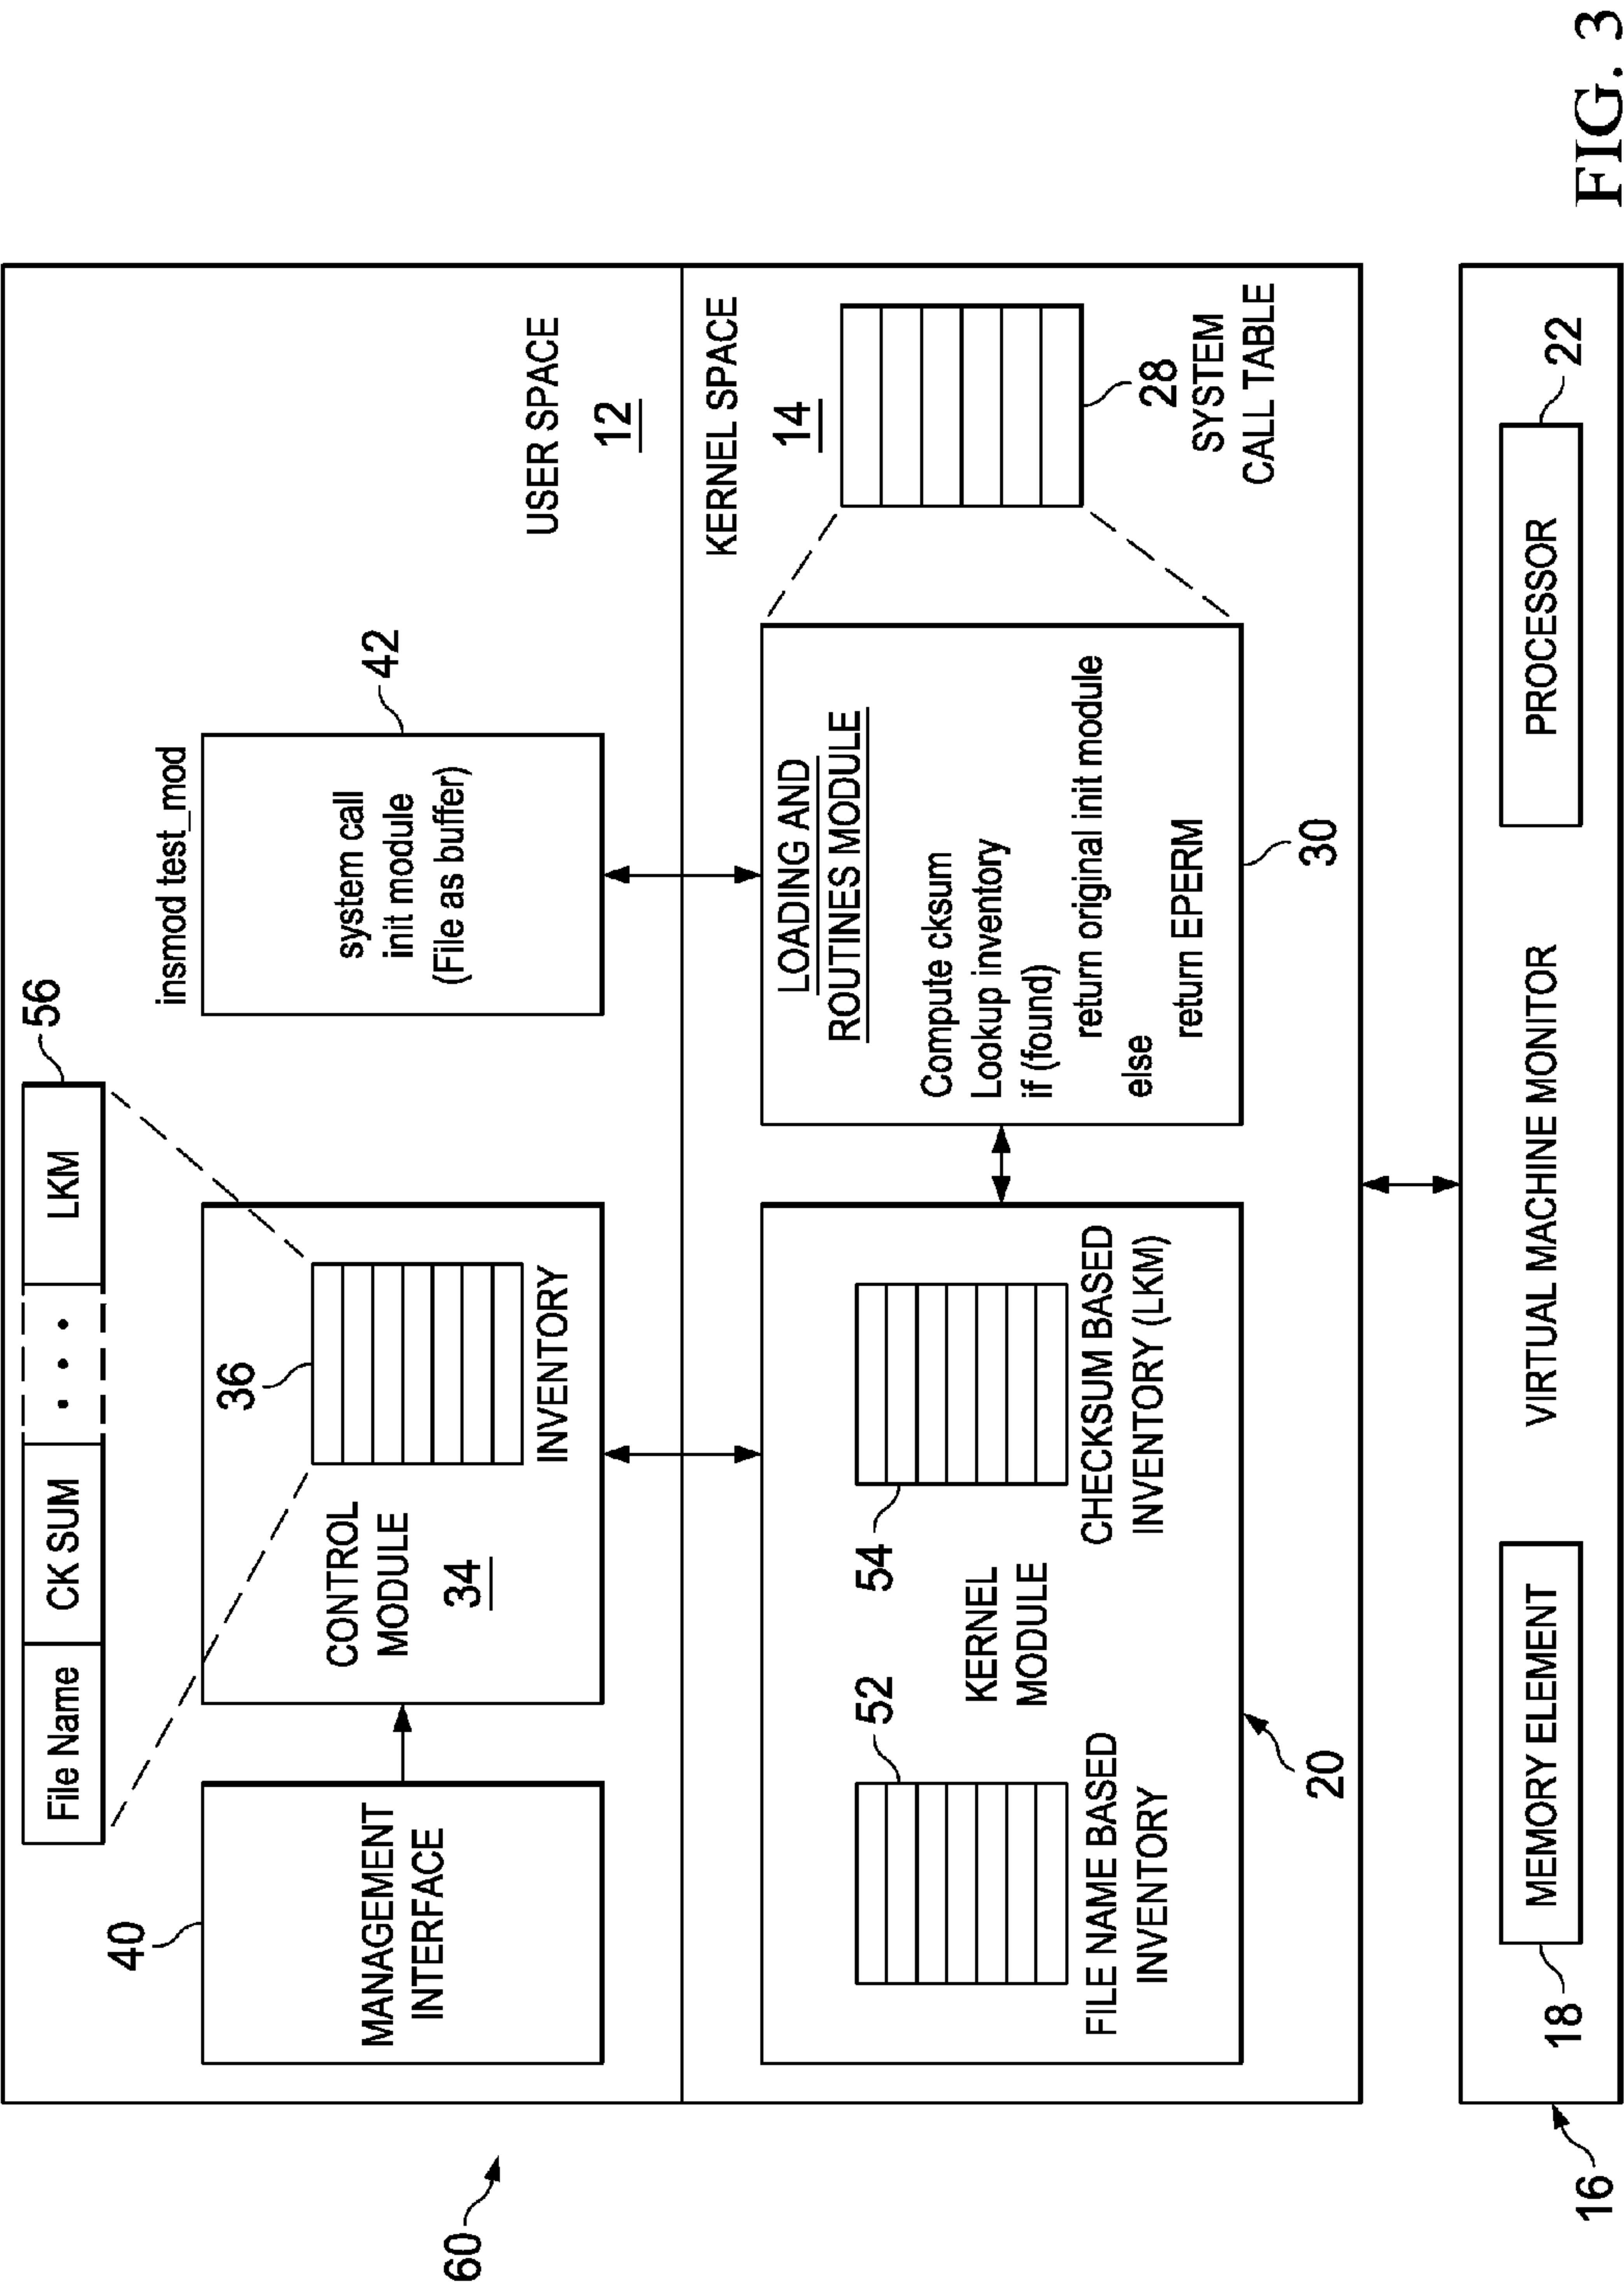 60
56
File Name
CK SUM
• • •
LKM
40
MANAGEMENT
INTERFACE
CONTROL
MODULE
34
36
INVENTORY
insmod test_mod
42
system call
init module
(File as buffer)
USER SPACE
12
KERNEL SPACE
14
52
FILE NAME BASED
INVENTORY
KERNEL
MODULE
54
CHECKSUM BASED
INVENTORY (LKM)
20
LOADING AND
ROUTINES MODULE
Compute cksum
Lookup inventory
if (found)
return original init module
else
return EPERM
30
28
SYSTEM
CALL TABLE
16
18
MEMORY ELEMENT
VIRTUAL MACHINE MONITOR
PROCESSOR
22
FIG. 3